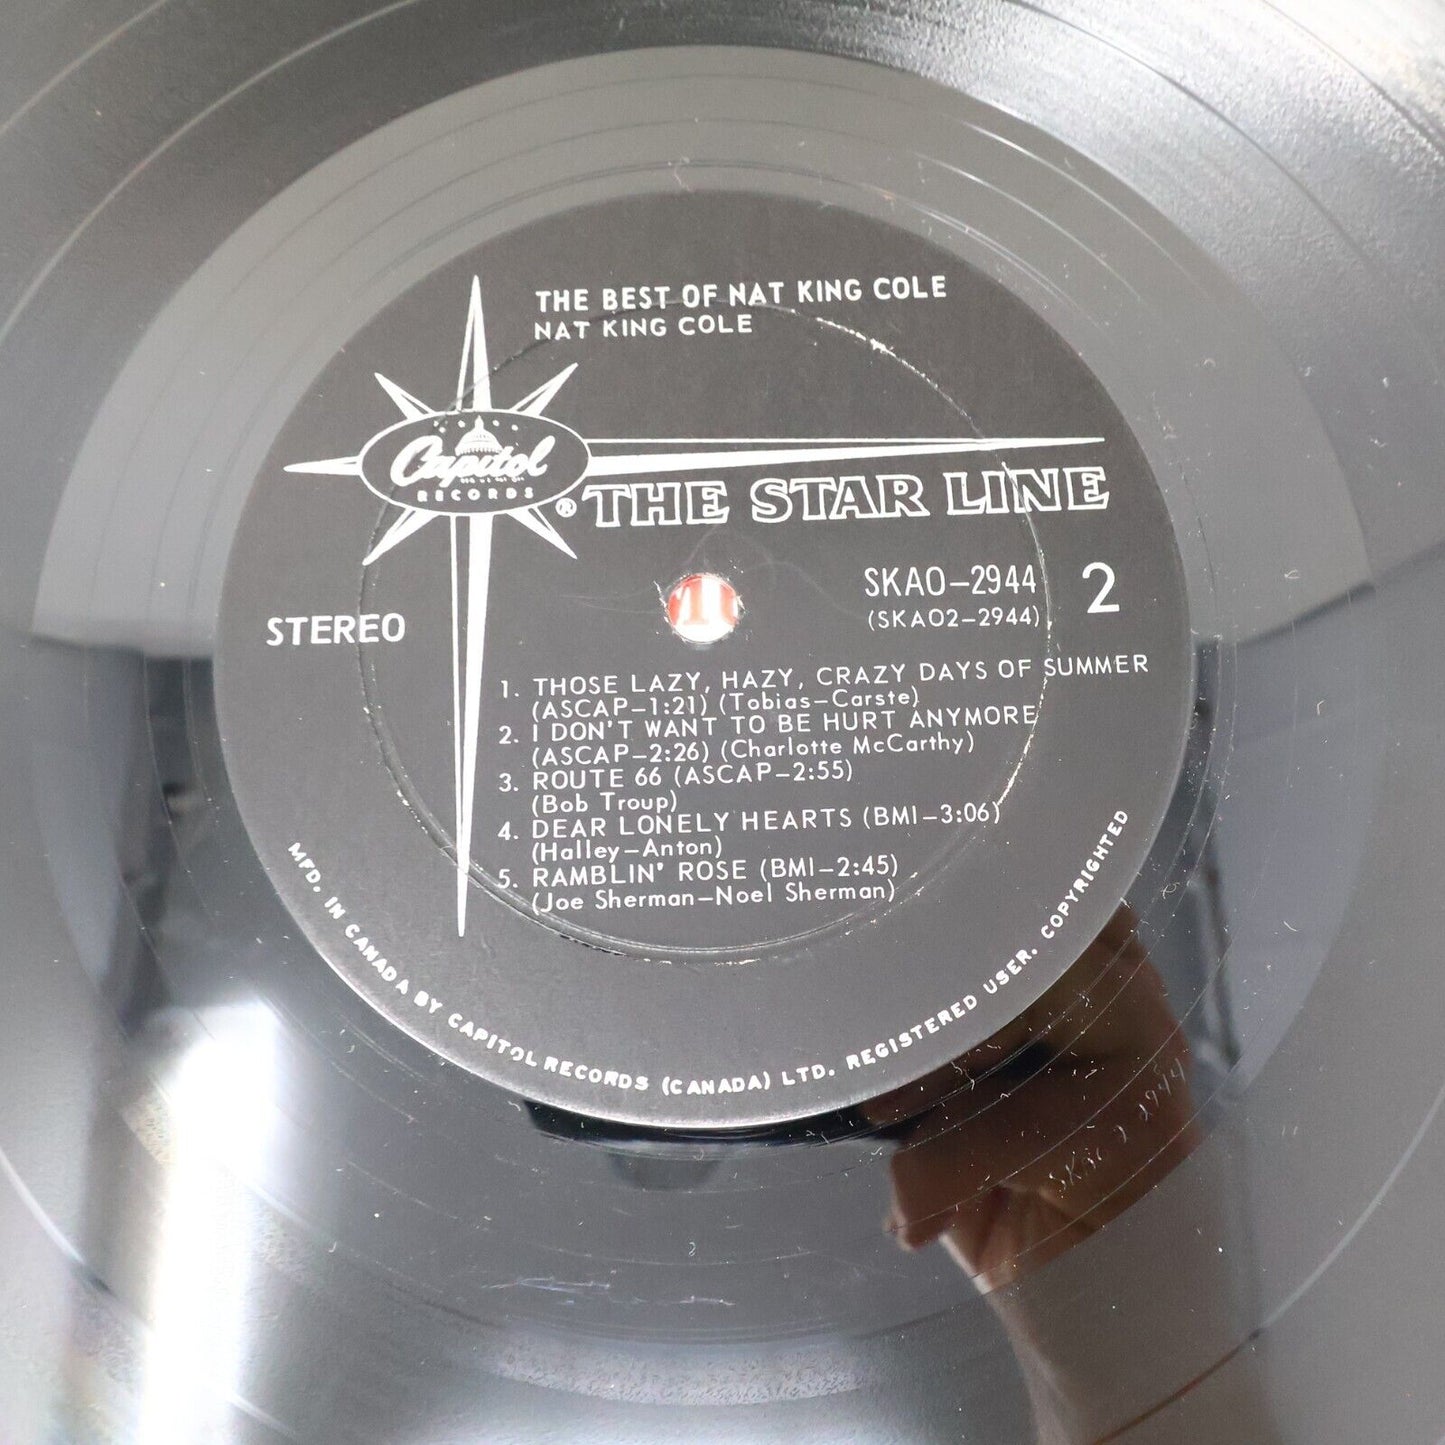 THE BEST OF NAT KING COLE
NAT KING COLE
Capitol
RECORDS
® THE STAR LINE
STEREO
SKAO-2944
(SKAO2-2944)
2
1. THOSE LAZY, HAZY, CRAZY DAYS OF SUMMER
(ASCAP-1:21) (Tobias-Carste)
2. I DON'T WANT TO BE HURT ANYMORE
(ASCAP-2:26) (Charlotte McCarthy)
3. ROUTE 66 (ASCAP-2:55)
(Bob Troup)
4. DEAR LONELY HEARTS (BMI-3:06)
(Halley-Anton)
5. RAMBLIN' ROSE (BMI-2:45)
(Joe Sherman-Noel Sherman)
MFD. IN CANADA BY CAPITOL RECORDS (CANADA) LTD. REGISTERED USER. COPYRIGHTED
2 2944